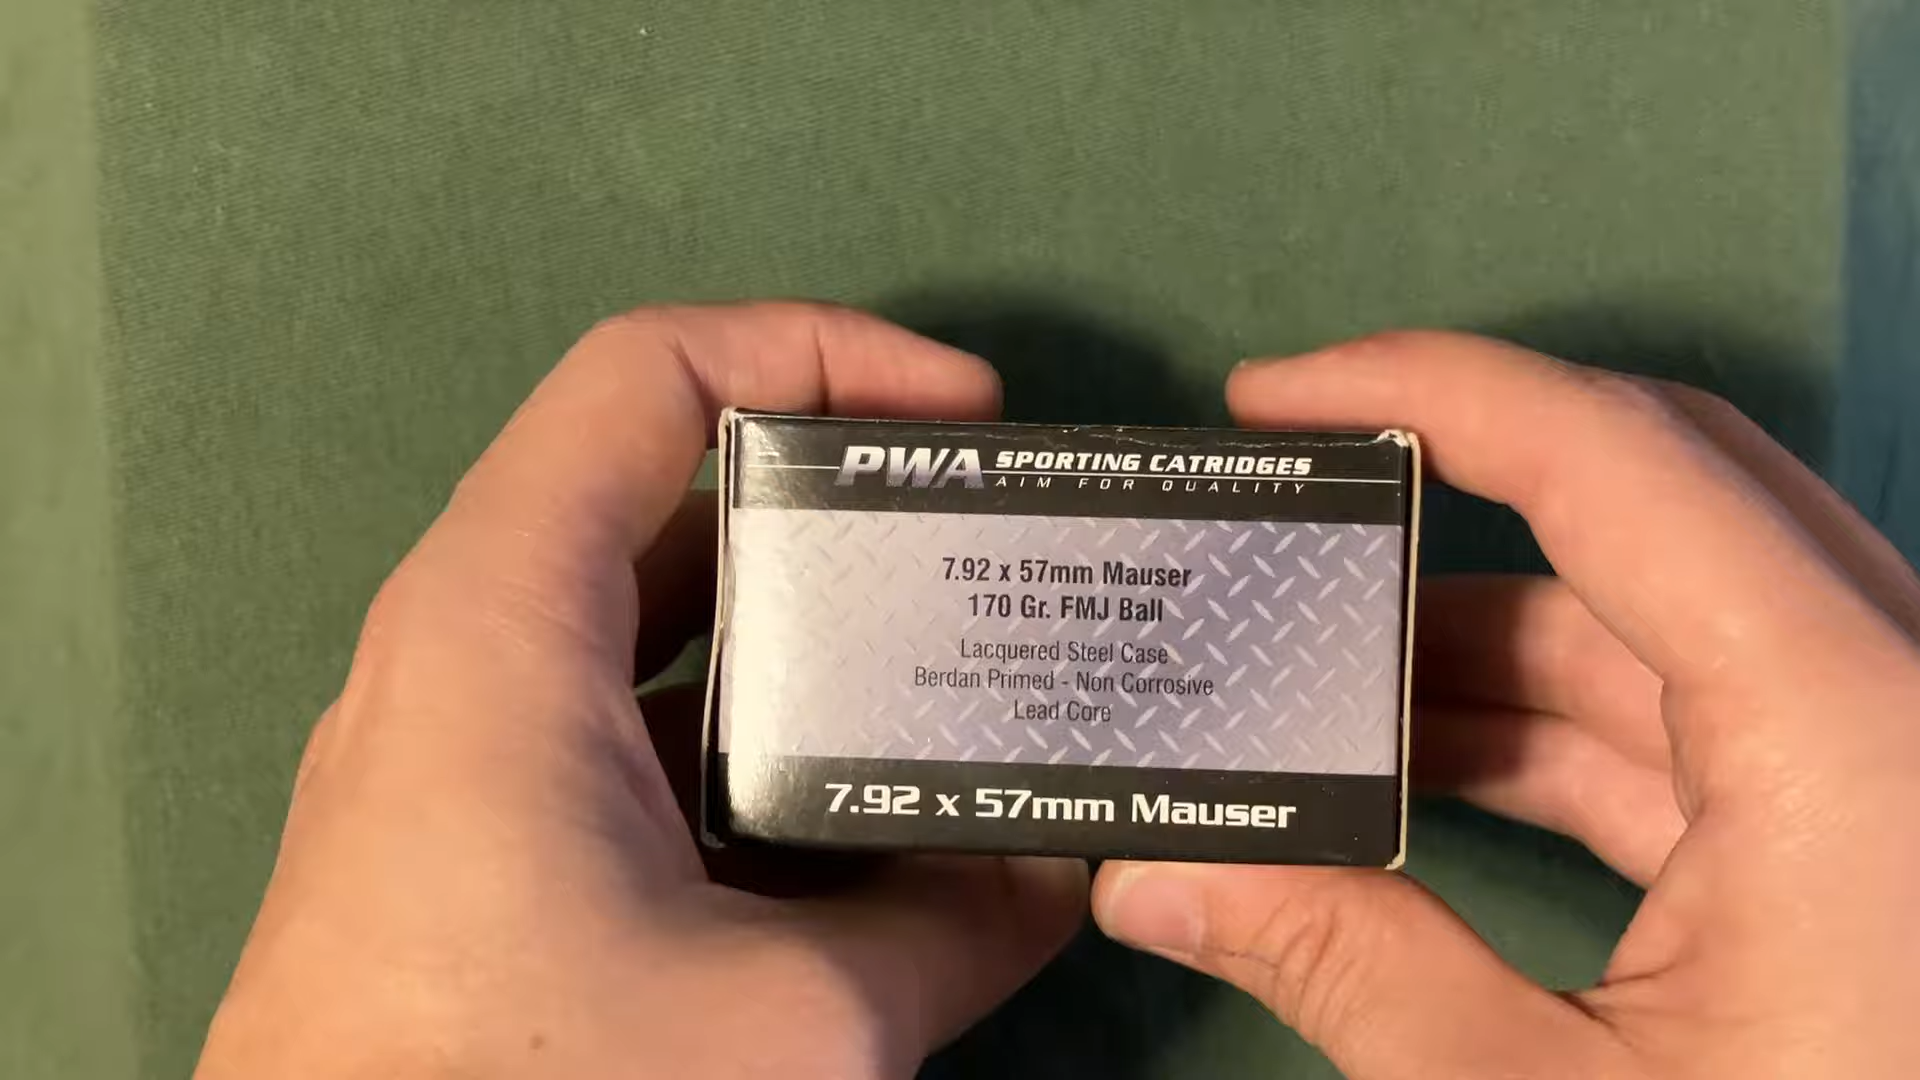 PWA SPORTING CATRIDGES
AIM FOR QUALITY
7.92 x 57mm Mauser
170 Gr. FMJ Ball
Lacquered Steel Case
Berdan Primed - Non Corrosive
Lead Core
7.92 x 57mm Mauser